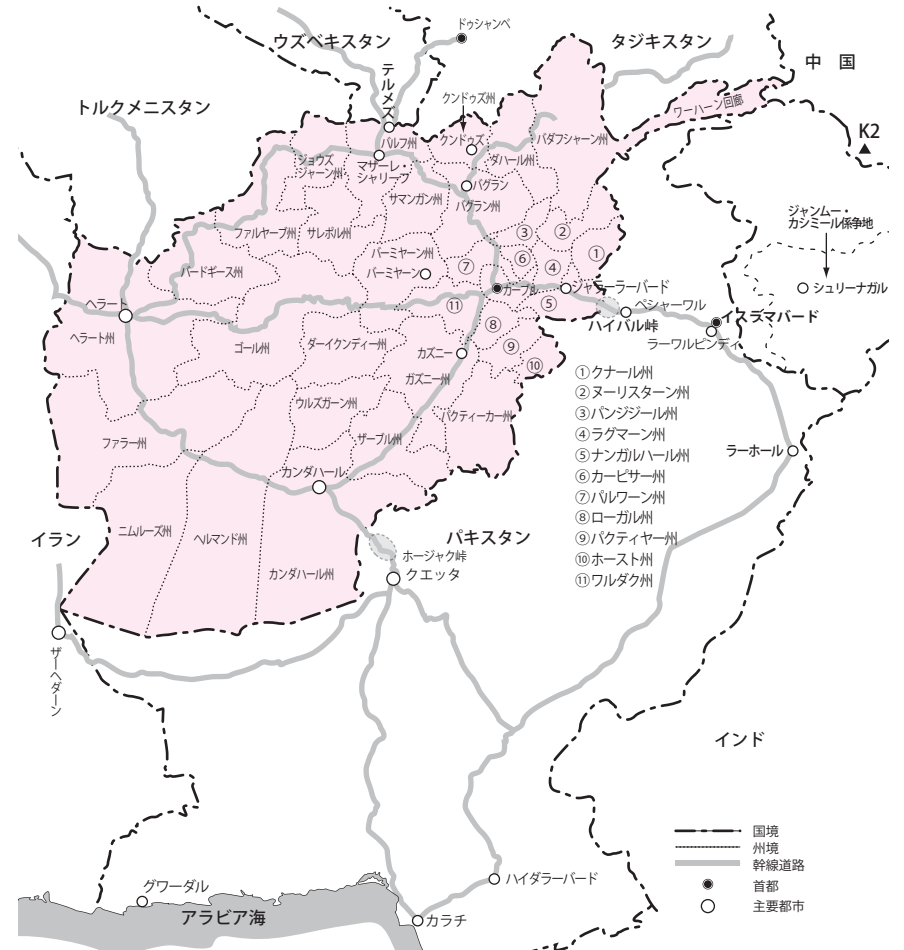 ドゥシャンベ
ウズベキスタン
タジキスタン
中 国
テルメズ
クンドゥズ州
トルクメニスタン
ワーハーン回廊
K2
バルフ州
クンドゥズ
バダフシャーン州
ジョウズ
ジャーン州
マザーレ・
シャリーフ
タハール州
サマンガン州
バグラン
バグラン州
ジャンムー・
カシミール係争地
ファルヤーブ州
サレポル州
③
②
バーミヤーン州
⑥
①
バードギース州
バーミヤーン
⑦
④
シュリーナガル
カーブル
ジャラーラーバード
ヘラート
⑪
⑤
ペシャーワル
ハイバル峠
イスラマバード
ラーワルピンディ
ヘラート州
ゴール州
ダーイクンディー州
⑧
ガズニー
⑨
⑩
ガズニー州
①クナール州
②ヌーリスターン州
③パンジジール州
④ラグマーン州
⑤ナンガルハール州
⑥カーピサー州
⑦パルワーン州
⑧ローガル州
⑨パクティヤー州
⑩ホースト州
⑪ワルダク州
ウルズガーン州
パクティーカー州
ファラー州
ザーブル州
ラーホール
カンダハール
ニムルーズ州
ヘルマンド州
イラン
パキスタン
ホージャク峠
カンダハール州
クエッタ
ザーヘダーン
インド
国境
州境
幹線道路
首都
主要都市
グワーダル
ハイダラーバード
アラビア海
カラチ